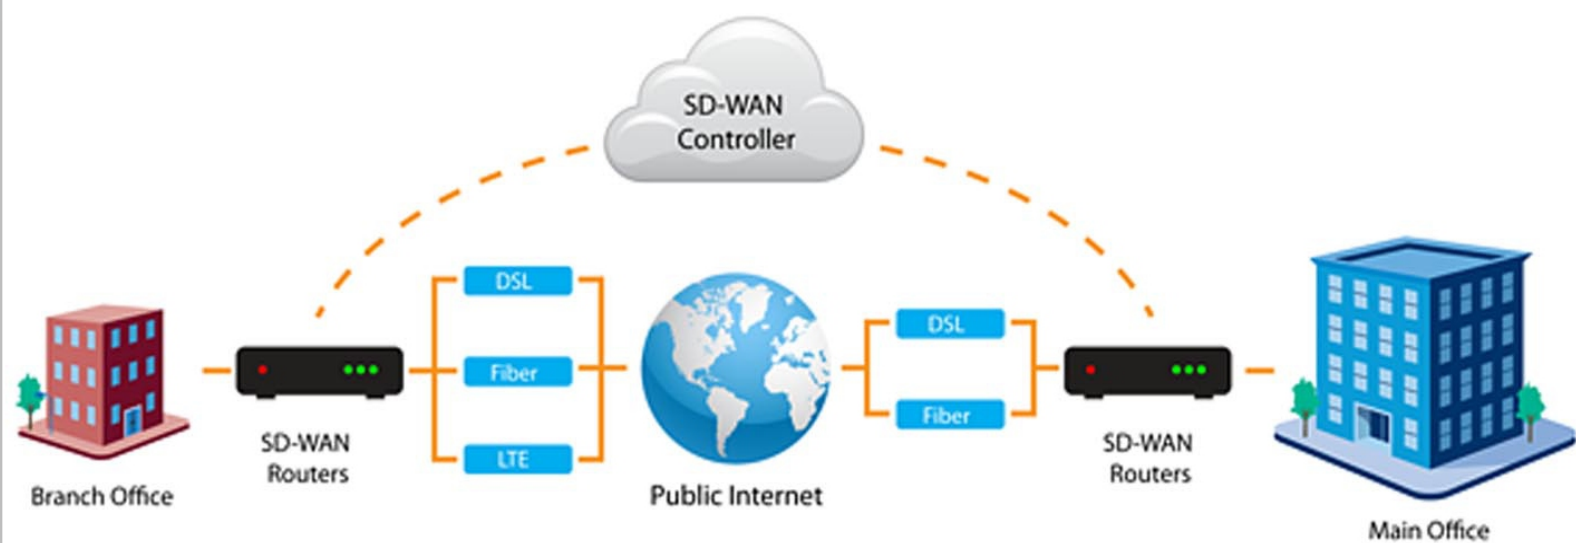 SD-WAN
Controller
DSL
Fiber
LTE
DSL
Fiber
SD-WAN
Routers
Branch Office
Public Internet
SD-WAN
Routers
Main Office